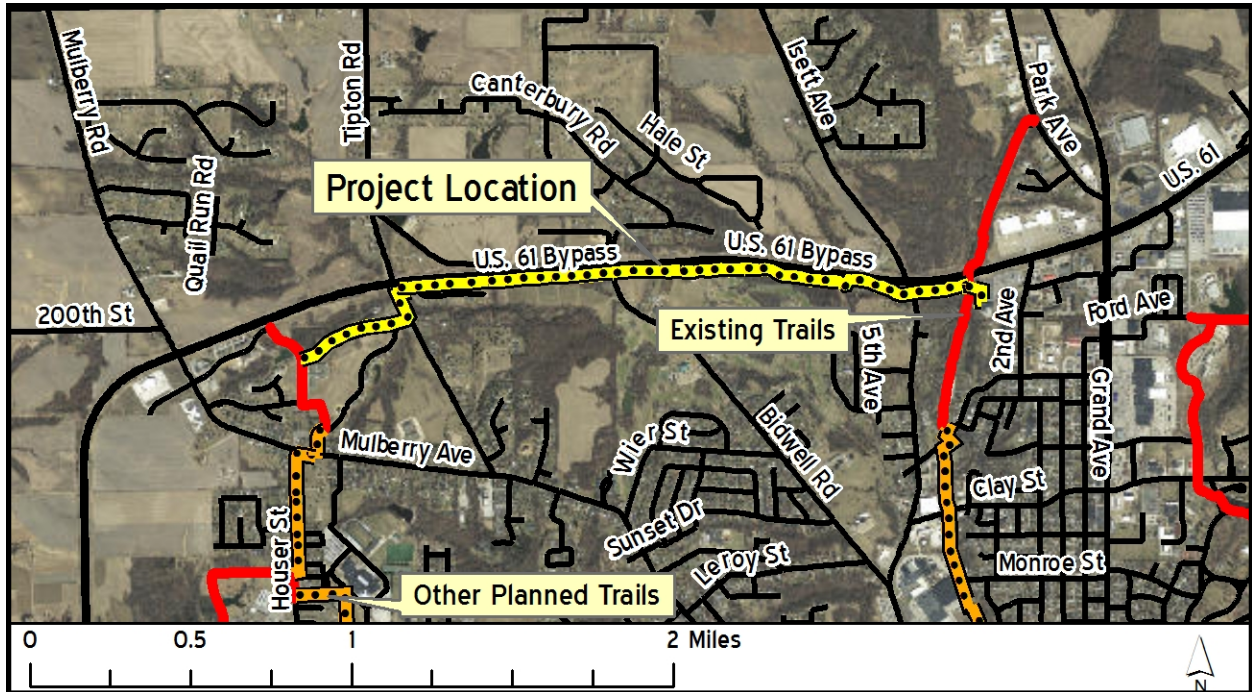 Mulberry Rd
Tipton Rd
Isett Ave
Park Ave
Canterbury Rd
Hale St
U.S. 61
Quail Run Rd
Project Location
U.S. 61 Bypass
U.S. 61 Bypass
200th St
Existing Trails
2nd Ave
Ford Ave
5th Ave
Grand Ave
Mulberry Ave
Wier St
Bidwell Rd
Clay St
Houser St
Sunset Dr
Leroy St
Monroe St
Other Planned Trails
0 0.5 1 2 Miles
N